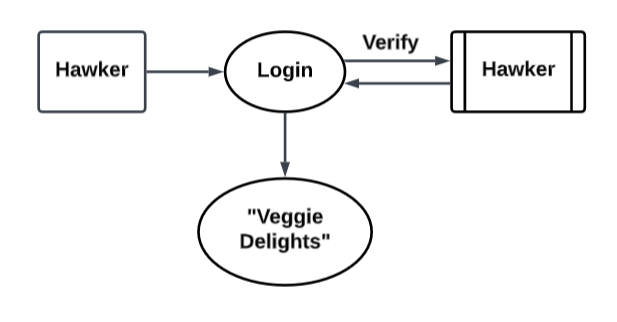 Verify
Hawker
Login
Hawker
"Veggie
Delights"